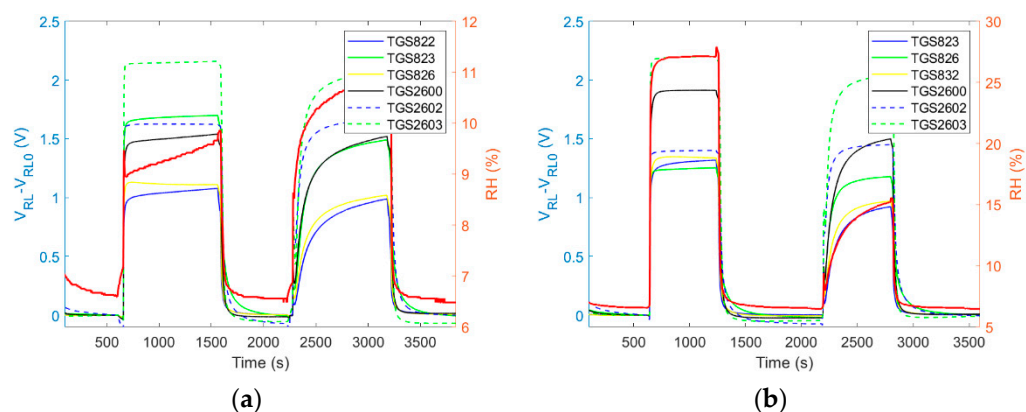 (a)
2.5
2
1.5
1
0.5
0
V_RL-V_RL0 (V)
12
11
10
9
8
7
6
RH (%)
TGS822
TGS823
TGS826
TGS2600
TGS2602
TGS2603
500 1000 1500 2000 2500 3000 3500
Time (s)
(a)
(b)
2.5
2
1.5
1
0.5
0
V_RL-V_RL0 (V)
30
25
20
15
10
5
RH (%)
TGS823
TGS826
TGS832
TGS2600
TGS2602
TGS2603
500 1000 1500 2000 2500 3000 3500
Time (s)
(b)